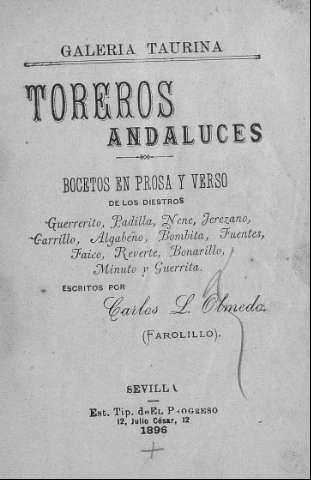 GALERIA TAURINA
TOREROS
ANDALUCES
BOCETOS EN PROSA Y VERSO
DE LOS DIESTROS
Guerrerito, Padilla, Nene, Jerezano,
Carrillo, Algabeño, Bombita, Fuentes,
Faico, Reverte, Bonarillo,
Minuto y Guerrita.
ESCRITOS POR
Carlos L. Olmedo.
(FAROLILLO).
SEVILLA
Est. Tip. de EL PROGRESO
12, Julio César, 12
1896